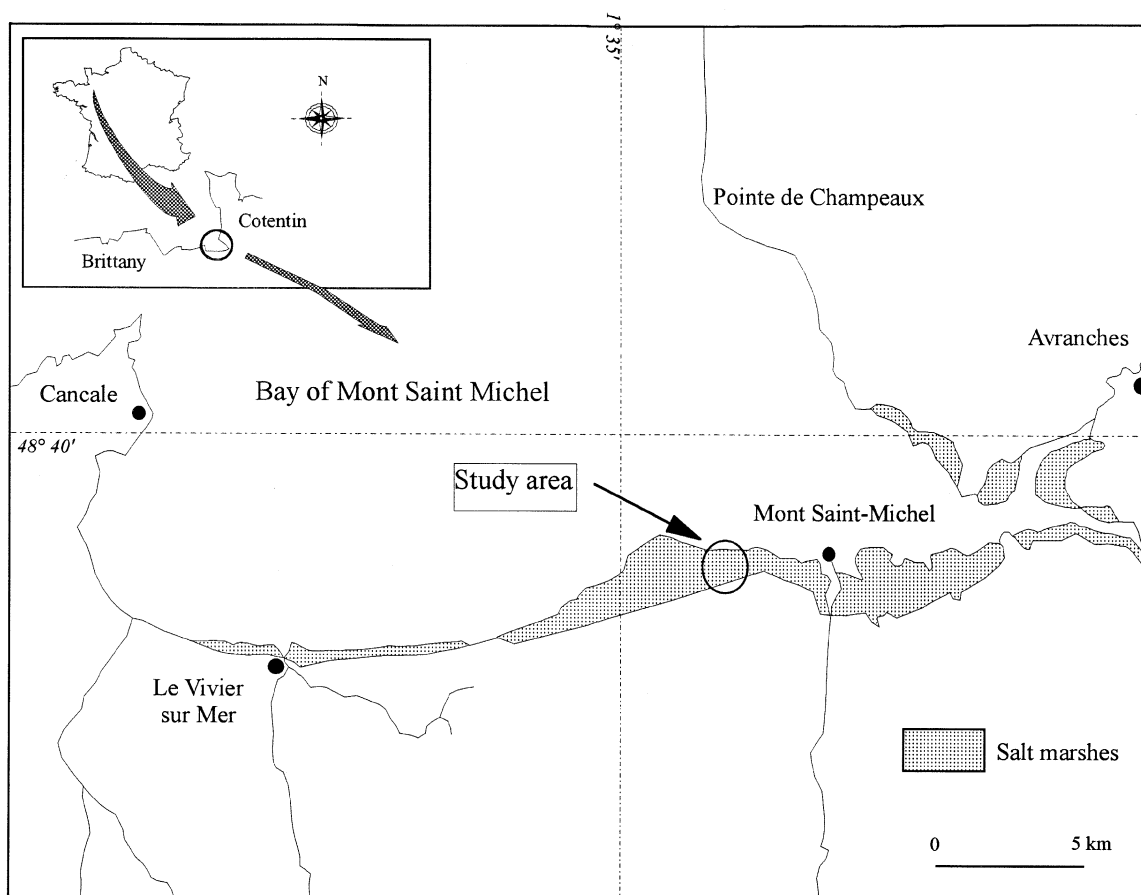 1° 35'
N
Cotentin
Brittany
Pointe de Champeaux
Avranches
Cancale
Bay of Mont Saint Michel
48° 40'
Study area
Mont Saint-Michel
Le Vivier
sur Mer
Salt marshes
0 5 km